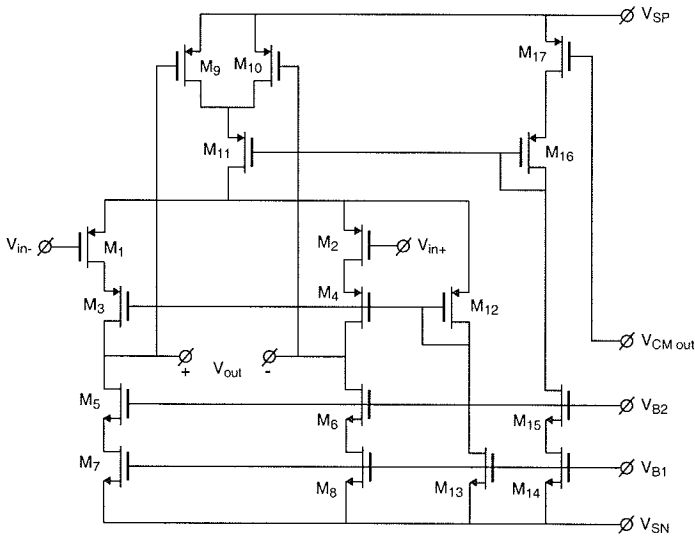 V_SP
M_17
M_9 M_10
M_11 M_16
V_in- M_1 M_2 V_in+
M_3 M_4 M_12
V_CM out
+ V_out -
M_5 M_6 M_15 V_B2
M_7 M_8 M_13 M_14 V_B1
V_SN